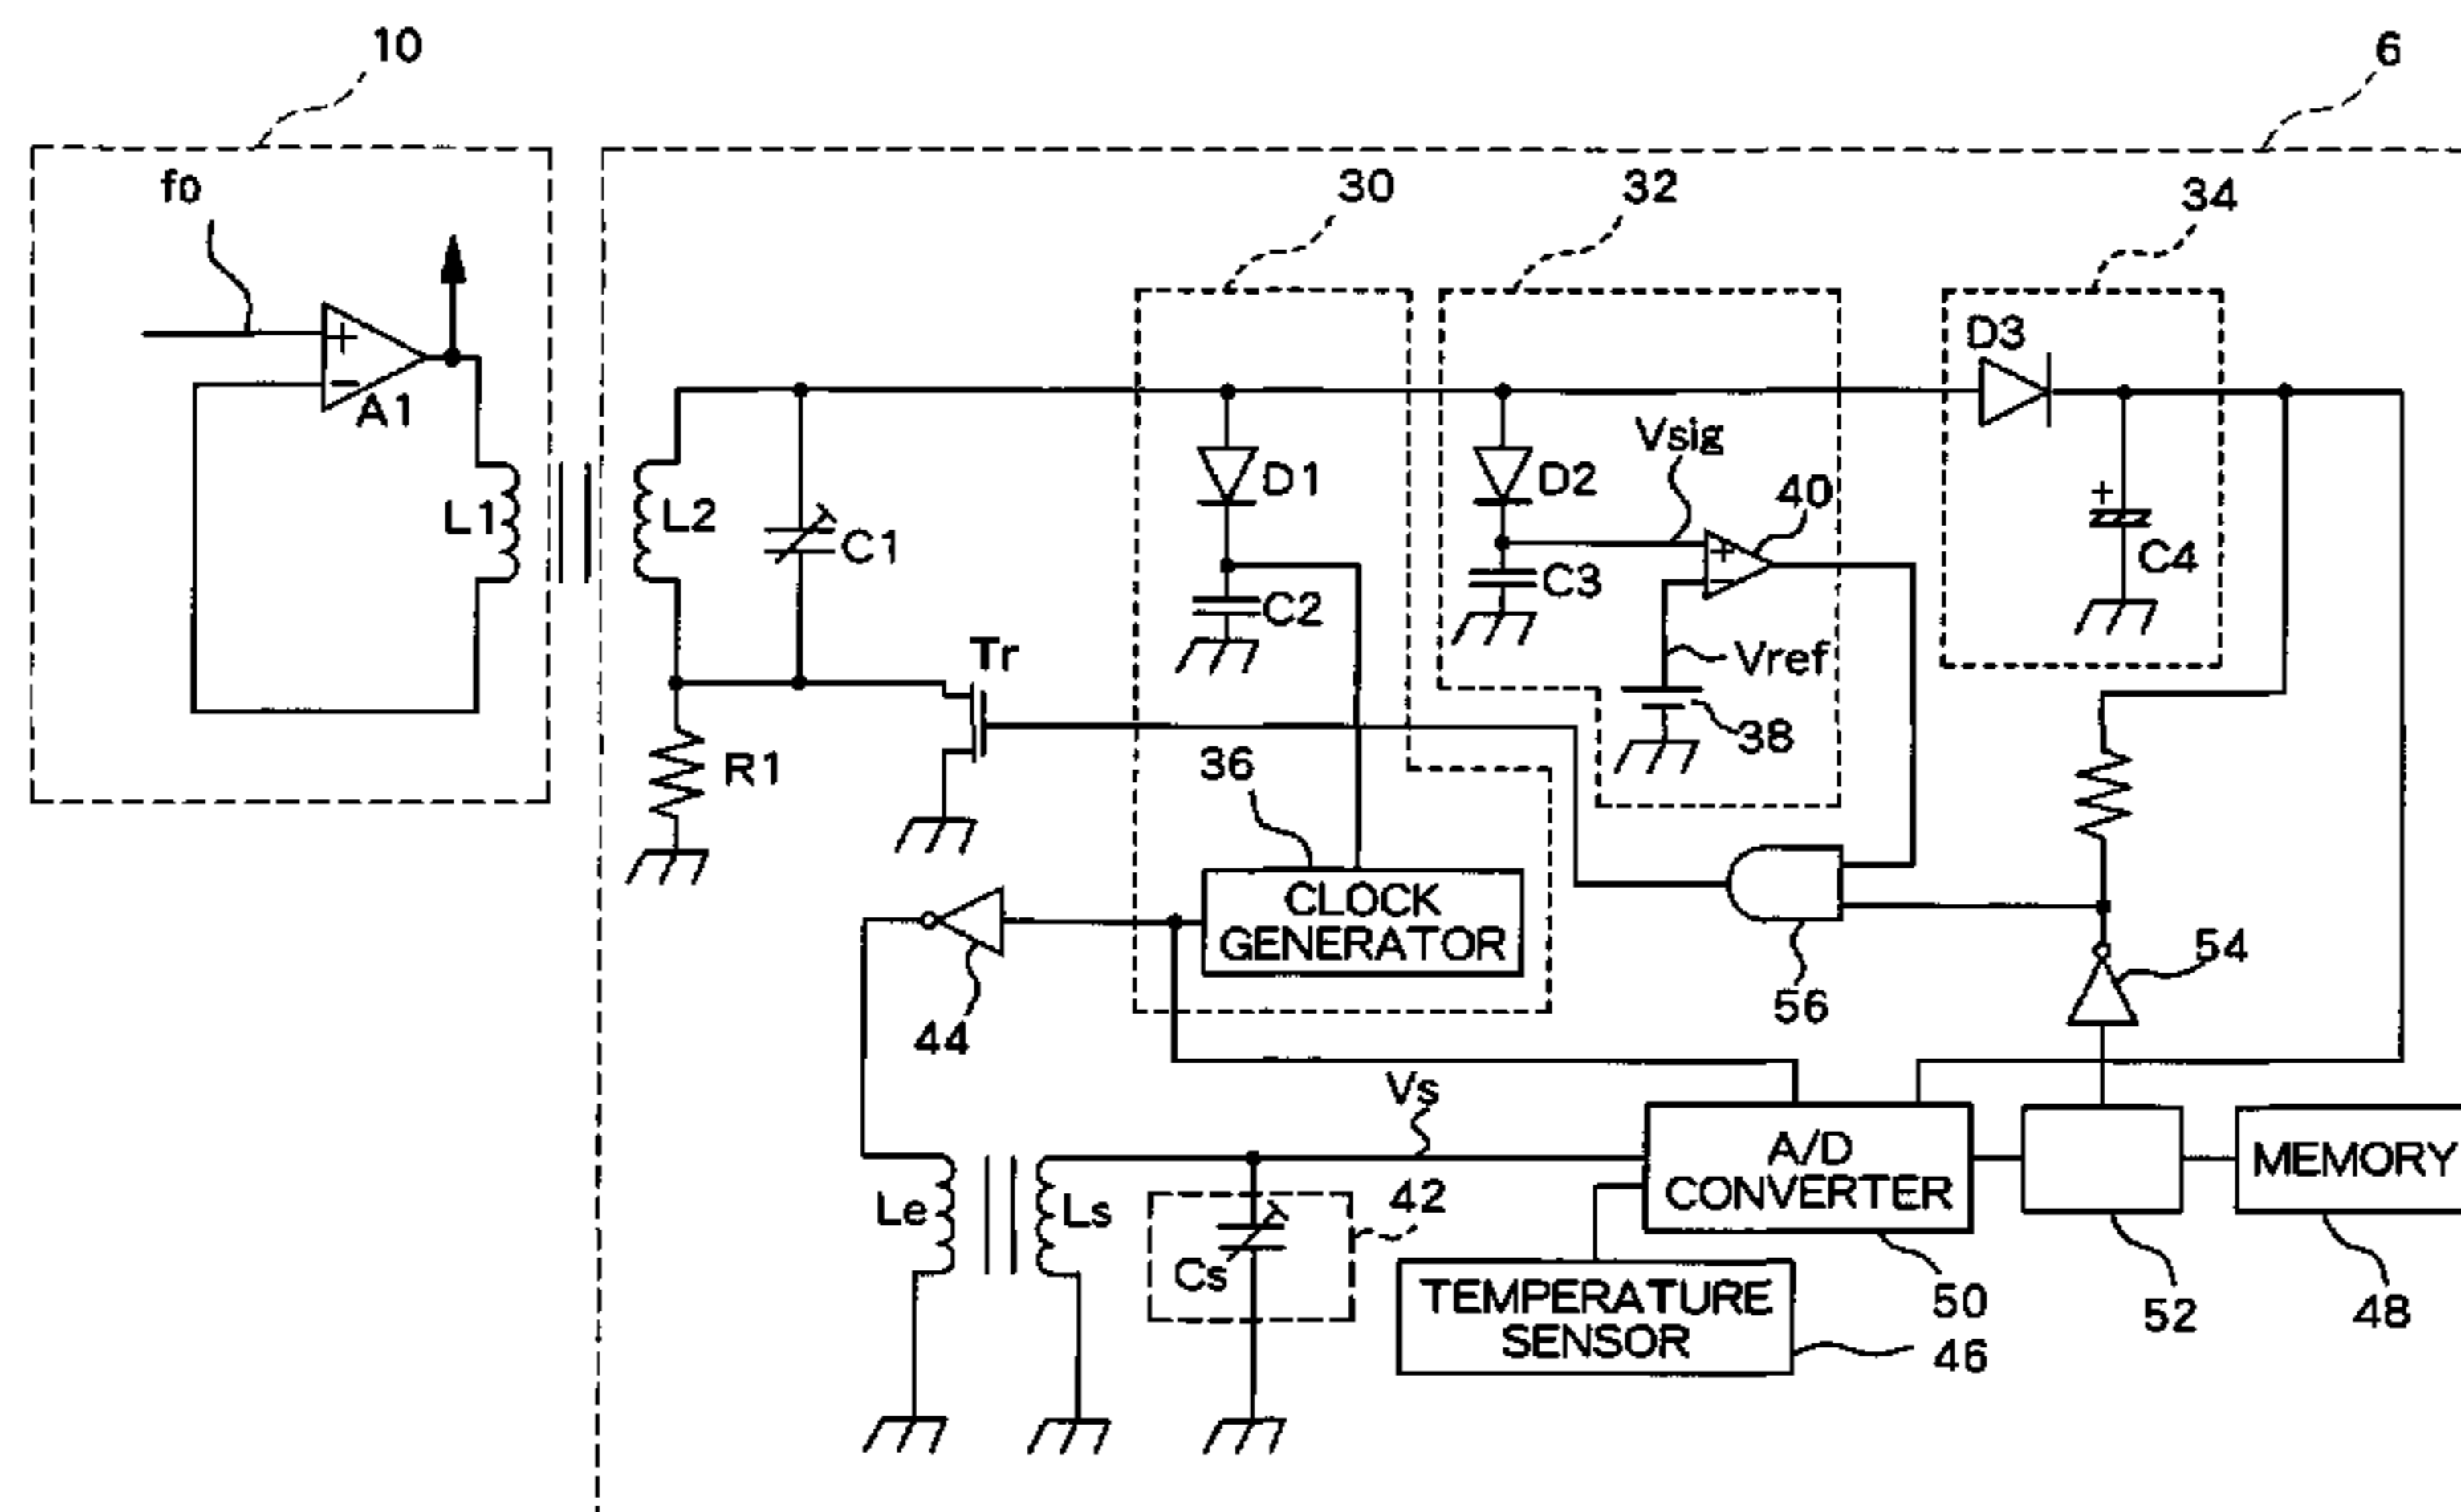 10
6
fo
30
32
34
D3
A1
Vsig
D1
D2
40
L1
L2
C1
C2
C3
C4
Tr
Vref
R1
36
38
CLOCK
GENERATOR
54
44
56
Vs
A/D
CONVERTER
MEMORY
Le
Ls
42
Cs
TEMPERATURE
SENSOR
50
52
48
46